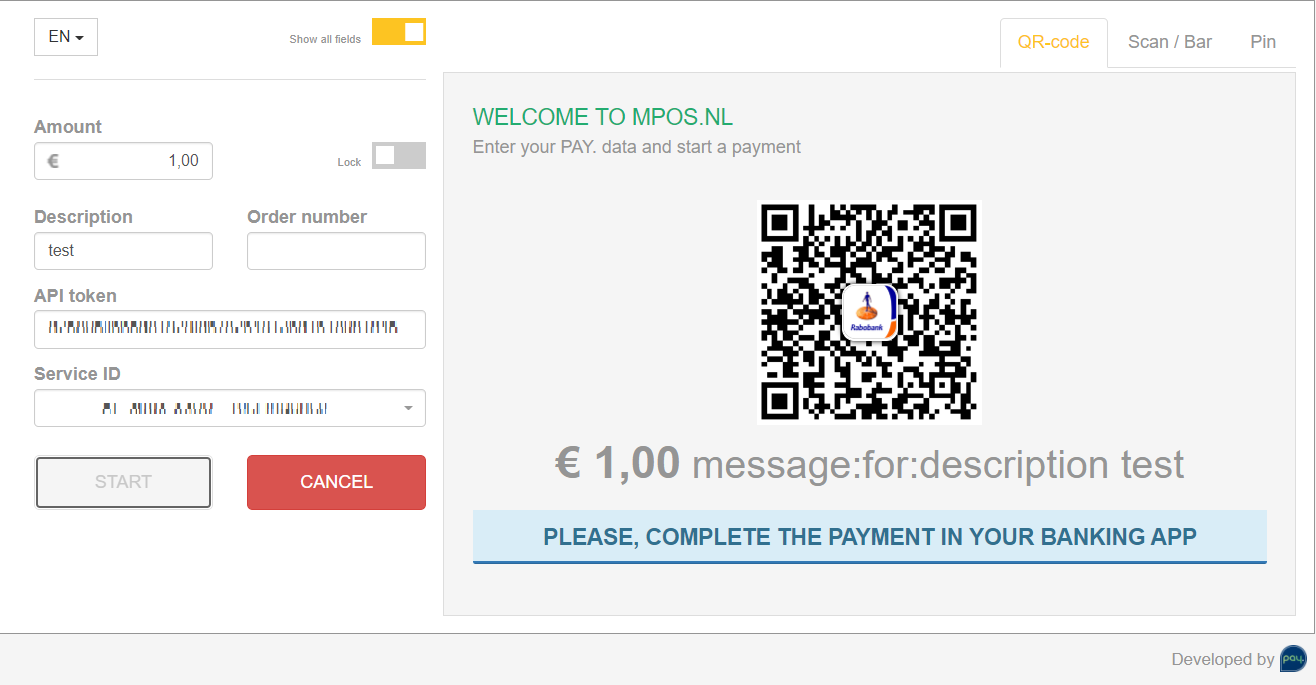 EN
Show all fields
QR-code
Scan / Bar
Pin
Amount
€ 1,00
Lock
Description
Order number
test
API token
Service ID
START
CANCEL
WELCOME TO MPOS.NL
Enter your PAY. data and start a payment
Rabobank
€ 1,00 message:for:description test
PLEASE, COMPLETE THE PAYMENT IN YOUR BANKING APP
Developed by pay.